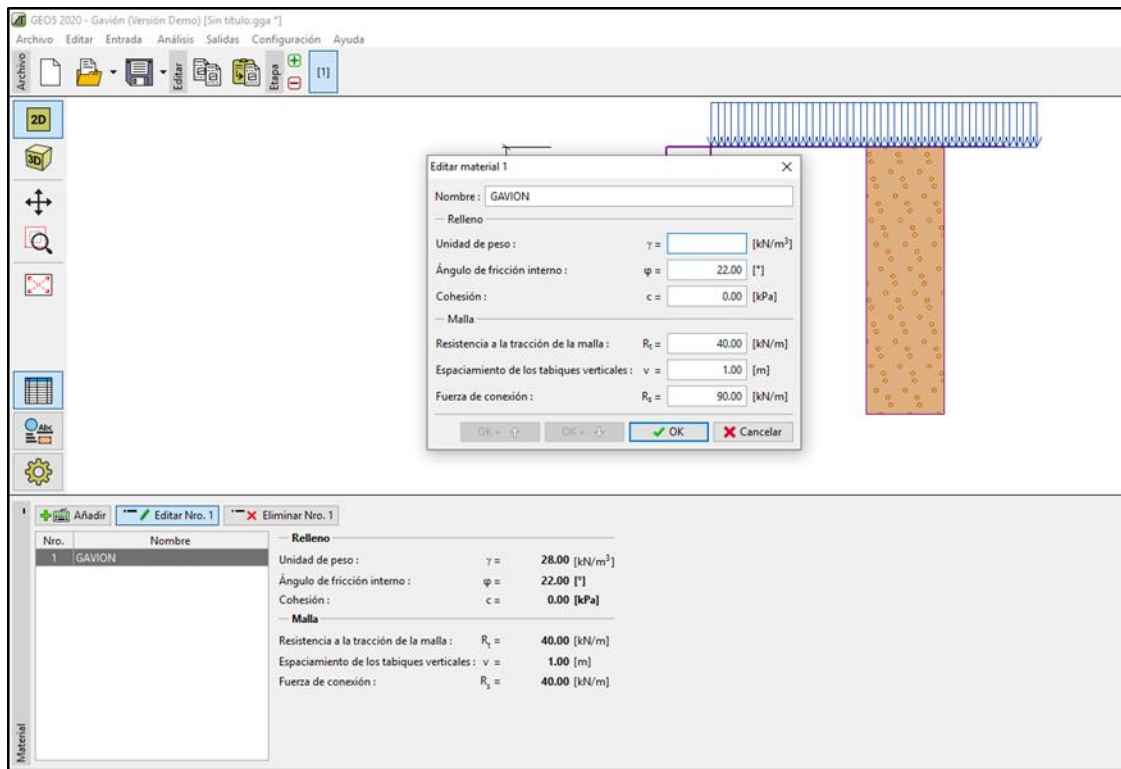 GEO5 2020 - Gavión (Versión Demo) [Sin título.gga *]
Archivo Editar Entrada Análisis Salidas Configuración Ayuda
Archivo
Editar
Etapa
[1]
2D
3D
Abc
Editar material 1
Nombre : GAVION
Relleno
Unidad de peso : γ = [kN/m³]
Ángulo de fricción interno : φ = 22.00 [°]
Cohesión : c = 0.00 [kPa]
Malla
Resistencia a la tracción de la malla : Rt = 40.00 [kN/m]
Espaciamiento de los tabiques verticales : v = 1.00 [m]
Fuerza de conexión : Rs = 90.00 [kN/m]
OK + OK + OK Cancelar
Material
Añadir Editar Nro. 1 Eliminar Nro. 1
Nro. Nombre
1 GAVION
Relleno
Unidad de peso : γ = 28.00 [kN/m³]
Ángulo de fricción interno : φ = 22.00 [°]
Cohesión : c = 0.00 [kPa]
Malla
Resistencia a la tracción de la malla : Rt = 40.00 [kN/m]
Espaciamiento de los tabiques verticales : v = 1.00 [m]
Fuerza de conexión : Rs = 40.00 [kN/m]